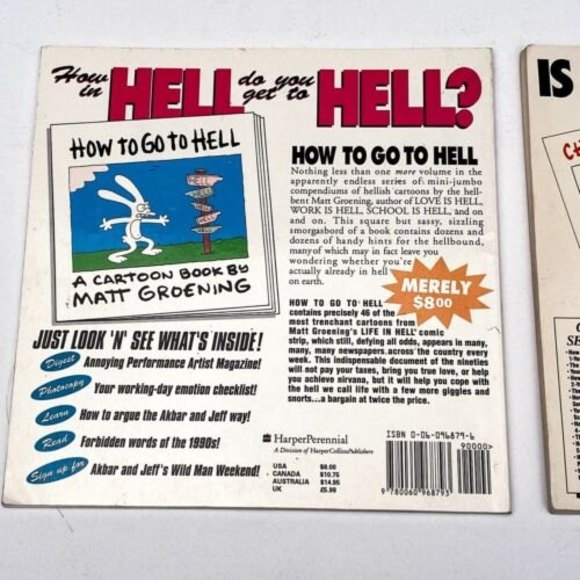 How in HELL do you get to HELL?
HOW TO GO TO HELL
HELL
HELL
HELL
HELL
HELL
A CARTOON BOOK BY
MATT GROENING
HOW TO GO TO HELL
Nothing less than one more volume in the
apparently endless series of mini-jumbo
compendiums of hellish cartoons by the hell-
bent Matt Groening, author of LOVE IS HELL,
WORK IS HELL, SCHOOL IS HELL, and on
and on. This square but sassy, sizzling
smorgasbord of a book contains dozens and
dozens of handy hints for the hellbound,
many of which may in fact leave you
wondering whether you're
actually already in hell
on earth.
MERELY
$8.00
HOW TO GO TO HELL
contains precisely 46 of the
most trenchant cartoons from
Matt Groening's LIFE IN HELL comic
strip, which still, defying all odds, appears in many,
many, many newspapers across the country every
week. This indispensable document of the nineties
will not pay your taxes, bring you true love, or help
you achieve nirvana, but it will help you cope with
the hell we call life with a few more giggles and
snorts...a bargain at twice the price.
JUST LOOK 'N' SEE WHAT'S INSIDE!
Digest Annoying Performance Artist Magazine!
Photocopy Your working-day emotion checklist!
Learn How to argue the Akbar and Jeff way!
Read Forbidden words of the 1990s!
Sign up for Akbar and Jeff's Wild Man Weekend!
HarperPerennial
A Division of HarperCollinsPublishers
USA $8.00
CANADA $10.75
AUSTRALIA $14.95
UK £5.99
ISBN 0-06-096879-6
90000>
9 780060 968793
IS